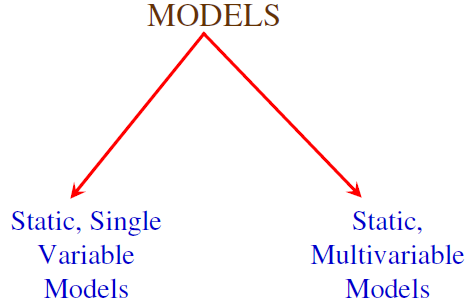 MODELS
Static, Single
Variable
Models
Static,
Multivariable
Models